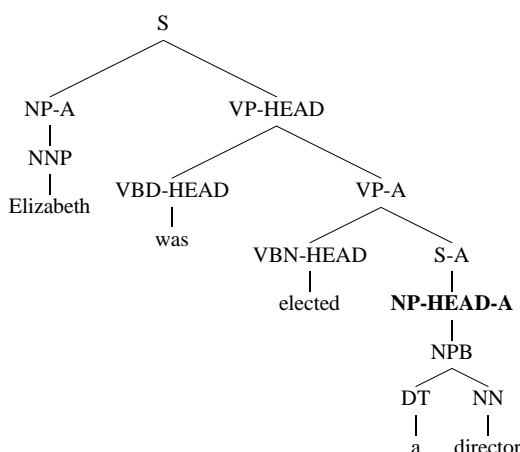 S
NP-A VP-HEAD
NNP
Elizabeth VBD-HEAD VP-A
was
VBN-HEAD S-A
elected NP-HEAD-A
NPB
DT NN
a director